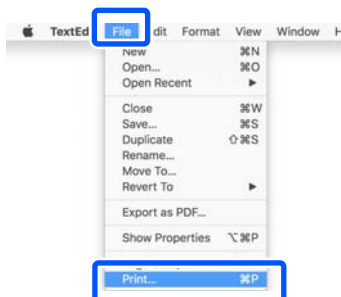 TextEd File dit Format View Window H
New ⌘N
Open... ⌘O
Open Recent ▶
Close ⌘W
Save... ⌘S
Duplicate ⇧⌘S
Rename...
Move To...
Revert To ▶
Export as PDF...
Show Properties ⌥⌘P
Print... ⌘P